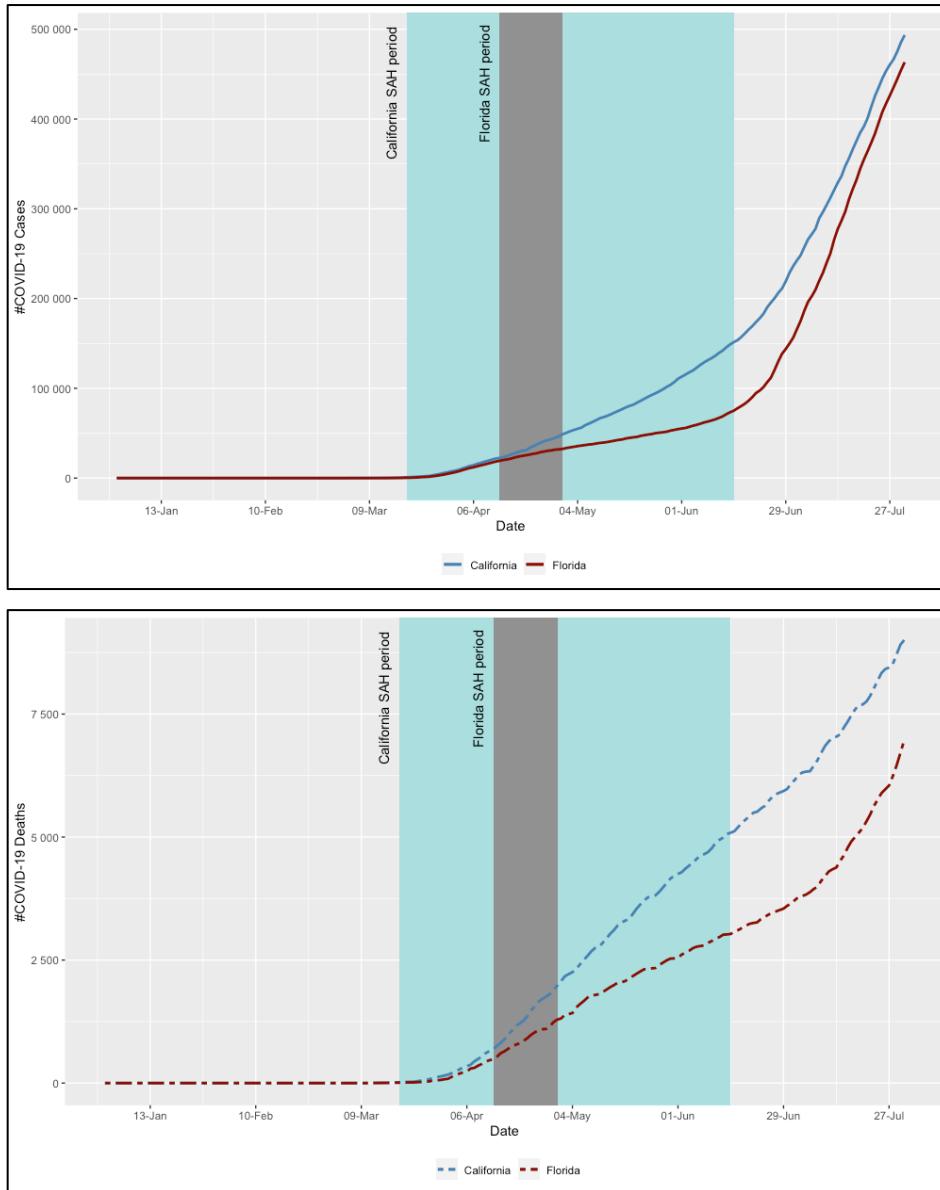 500 000
400 000
300 000
200 000
100 000
0
#COVID-19 Cases
California SAH period
Florida SAH period
13-Jan 10-Feb 09-Mar 06-Apr 04-May 01-Jun 29-Jun 27-Jul
Date
California Florida
7 500
5 000
2 500
0
#COVID-19 Deaths
California SAH period
Florida SAH period
13-Jan 10-Feb 09-Mar 06-Apr 04-May 01-Jun 29-Jun 27-Jul
Date
California Florida